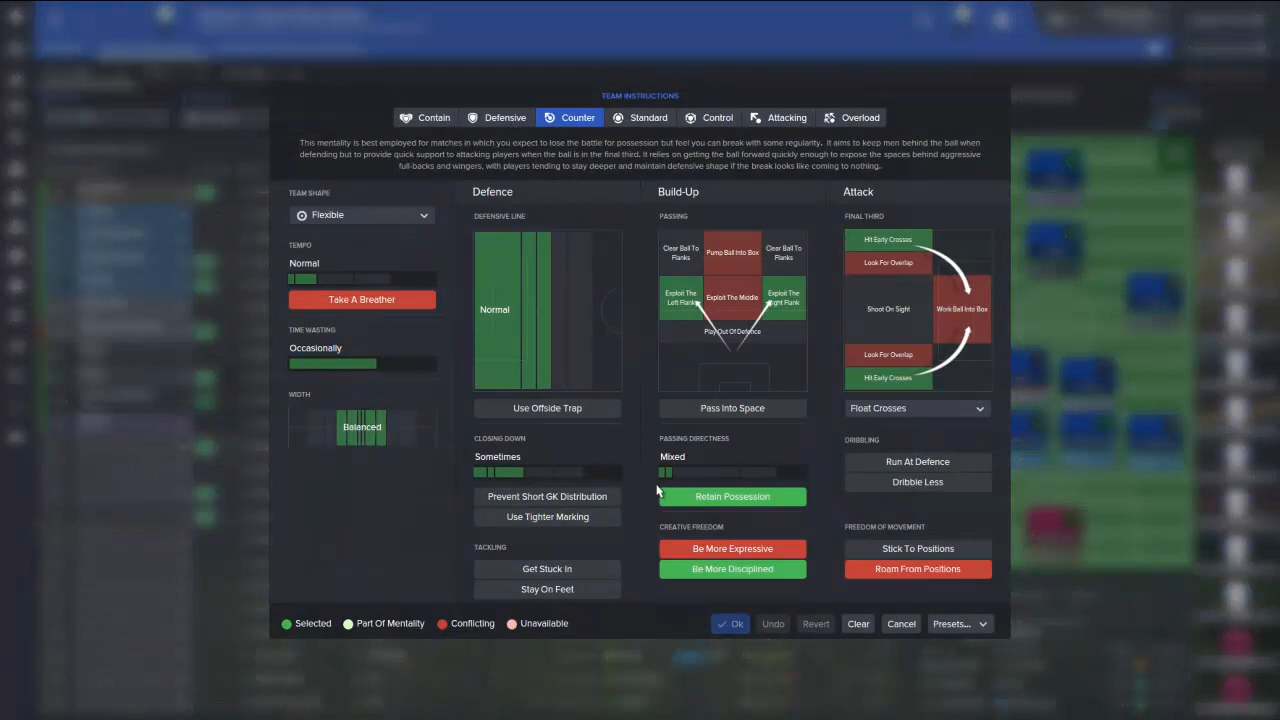 TEAM INSTRUCTIONS
Contain
Defensive
Counter
Standard
Control
Attacking
Overload
This mentality is best employed for matches in which you expect to lose the battle for possession but feel you can break with some regularity. It aims to keep men behind the ball when
defending but to provide quick support to attacking players when the ball is in the final third. It relies on getting the ball forward quickly enough to expose the spaces behind aggressive
full-backs and wingers, with players tending to stay deeper and maintain defensive shape if the break looks like coming to nothing.
TEAM SHAPE
Flexible
TEMPO
Normal
Take A Breather
TIME WASTING
Occasionally
WIDTH
Balanced
Defence
DEFENSIVE LINE
Normal
Use Offside Trap
CLOSING DOWN
Sometimes
Prevent Short GK Distribution
Use Tighter Marking
TACKLING
Get Stuck In
Stay On Feet
Build-Up
PASSING
Clear Ball To
Flanks
Pump Ball Into Box
Clear Ball To
Flanks
Exploit The
Left Flank
Exploit The Middle
Exploit The
Right Flank
Play Out Of Defence
Pass Into Space
PASSING DIRECTNESS
Mixed
Retain Possession
CREATIVE FREEDOM
Be More Expressive
Be More Disciplined
Attack
FINAL THIRD
Hit Early Crosses
Look For Overlap
Shoot On Sight
Work Ball Into Box
Look For Overlap
Hit Early Crosses
Float Crosses
DRIBBLING
Run At Defence
Dribble Less
FREEDOM OF MOVEMENT
Stick To Positions
Roam From Positions
Selected
Part Of Mentality
Conflicting
Unavailable
Ok
Undo
Revert
Clear
Cancel
Presets...